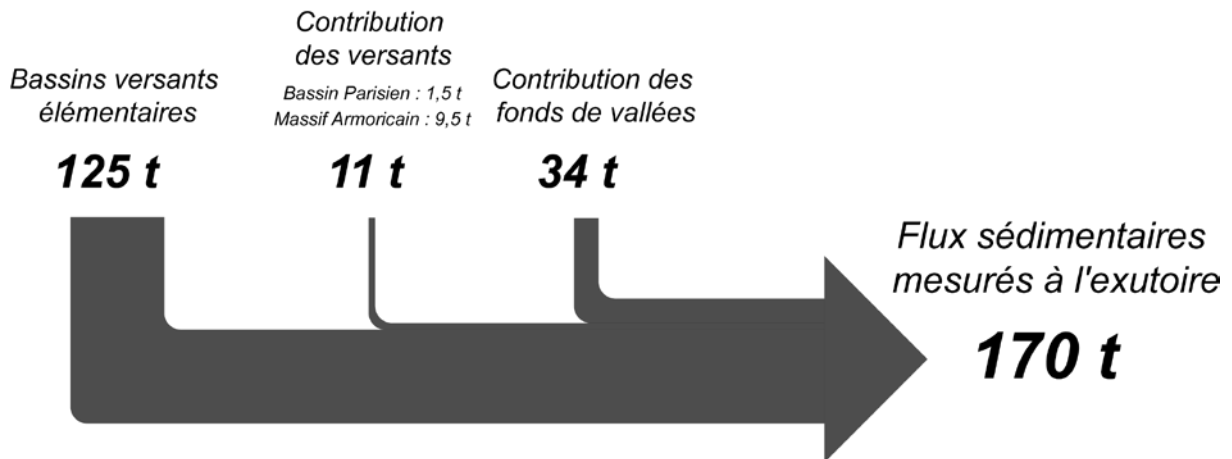 Bassins versants
élémentaires
125 t
Contribution
des versants
Bassin Parisien : 1,5 t
Massif Armoricain : 9,5 t
11 t
Contribution des
fonds de vallées
34 t
Flux sédimentaires
mesurés à l'exutoire
170 t